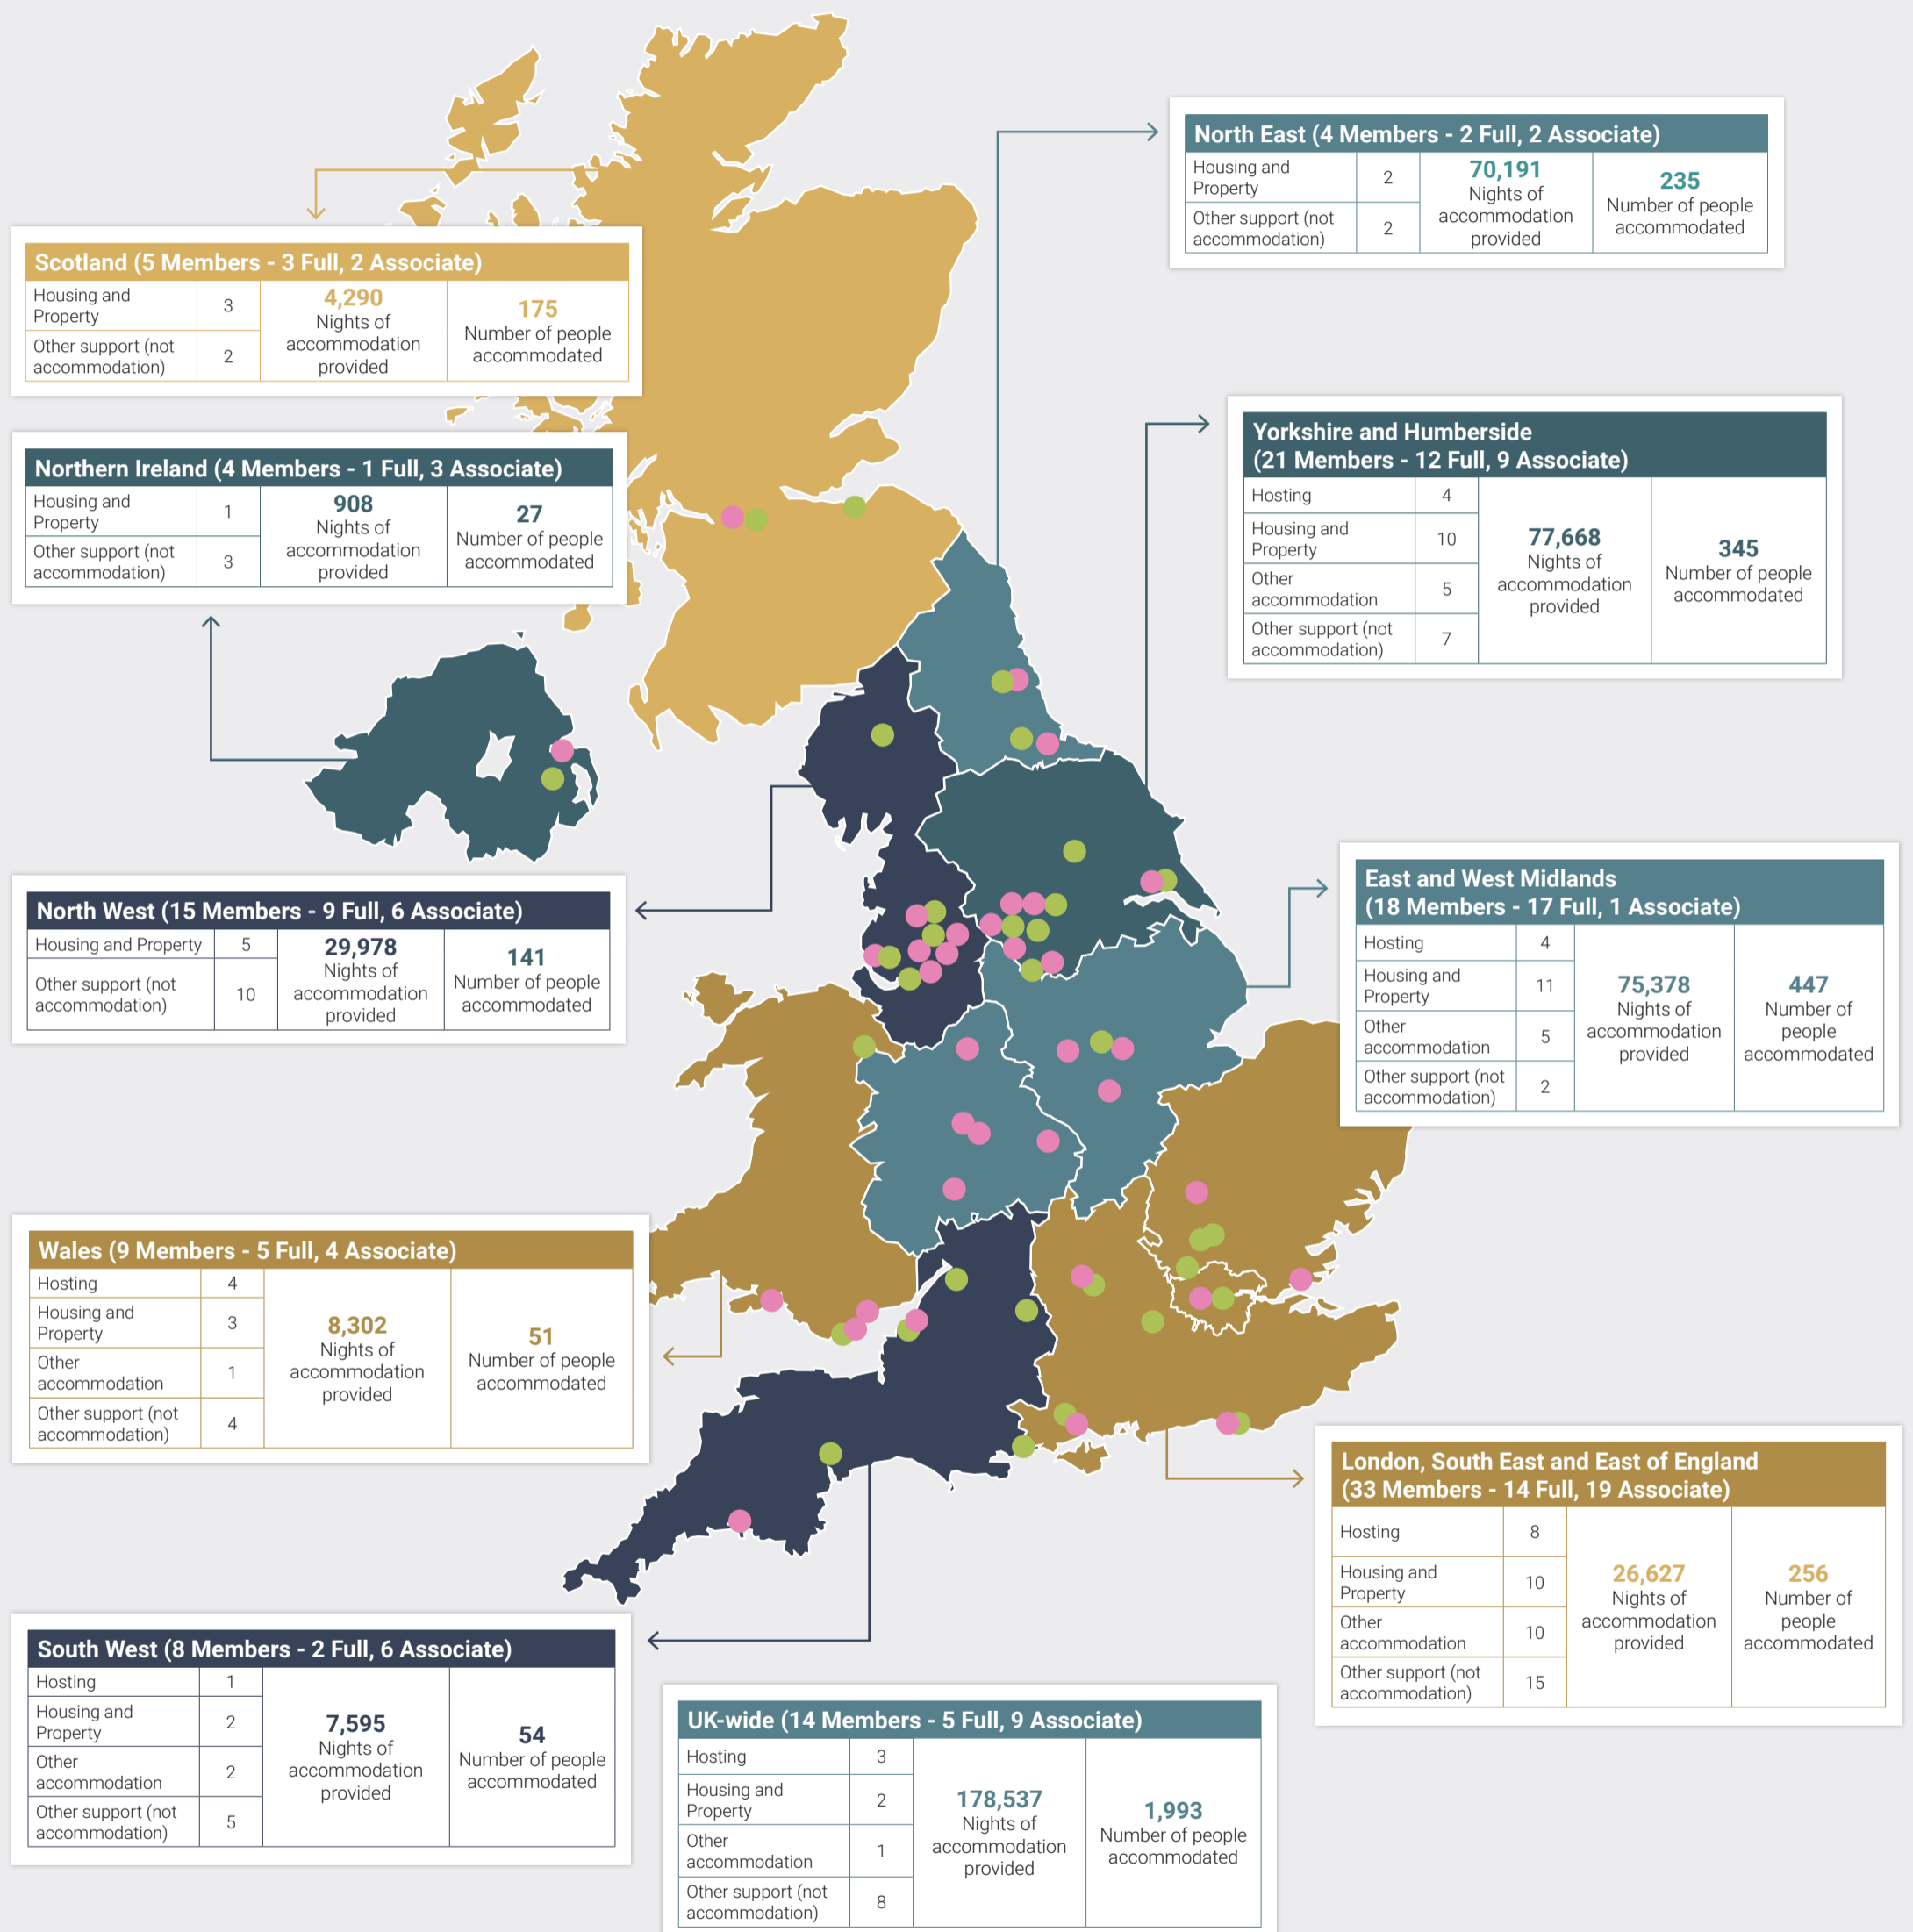 North East (4 Members - 2 Full, 2 Associate)
Housing and
Property
2
Other support (not
accommodation)
2
70,191
Nights of
accommodation
provided
235
Number of people
accommodated
Scotland (5 Members - 3 Full, 2 Associate)
Housing and
Property
3
Other support (not
accommodation)
2
4,290
Nights of
accommodation
provided
175
Number of people
accommodated
Yorkshire and Humberside
(21 Members - 12 Full, 9 Associate)
Hosting
4
Housing and
Property
10
Other
accommodation
5
Other support (not
accommodation)
7
77,668
Nights of
accommodation
provided
345
Number of people
accommodated
Northern Ireland (4 Members - 1 Full, 3 Associate)
Housing and
Property
1
Other support (not
accommodation)
3
908
Nights of
accommodation
provided
27
Number of people
accommodated
East and West Midlands
(18 Members - 17 Full, 1 Associate)
Hosting
4
Housing and
Property
11
Other
accommodation
5
Other support (not
accommodation)
2
75,378
Nights of
accommodation
provided
447
Number of
people
accommodated
North West (15 Members - 9 Full, 6 Associate)
Housing and Property
5
Other support (not
accommodation)
10
29,978
Nights of
accommodation
provided
141
Number of people
accommodated
Wales (9 Members - 5 Full, 4 Associate)
Hosting
4
Housing and
Property
3
Other
accommodation
1
Other support (not
accommodation)
4
8,302
Nights of
accommodation
provided
51
Number of people
accommodated
London, South East and East of England
(33 Members - 14 Full, 19 Associate)
Hosting
8
Housing and
Property
10
Other
accommodation
10
Other support (not
accommodation)
15
26,627
Nights of
accommodation
provided
256
Number of
people
accommodated
South West (8 Members - 2 Full, 6 Associate)
Hosting
1
Housing and
Property
2
Other
accommodation
2
Other support (not
accommodation)
5
7,595
Nights of
accommodation
provided
54
Number of people
accommodated
UK-wide (14 Members - 5 Full, 9 Associate)
Hosting
3
Housing and
Property
2
Other
accommodation
1
Other support (not
accommodation)
8
178,537
Nights of
accommodation
provided
1,993
Number of people
accommodated